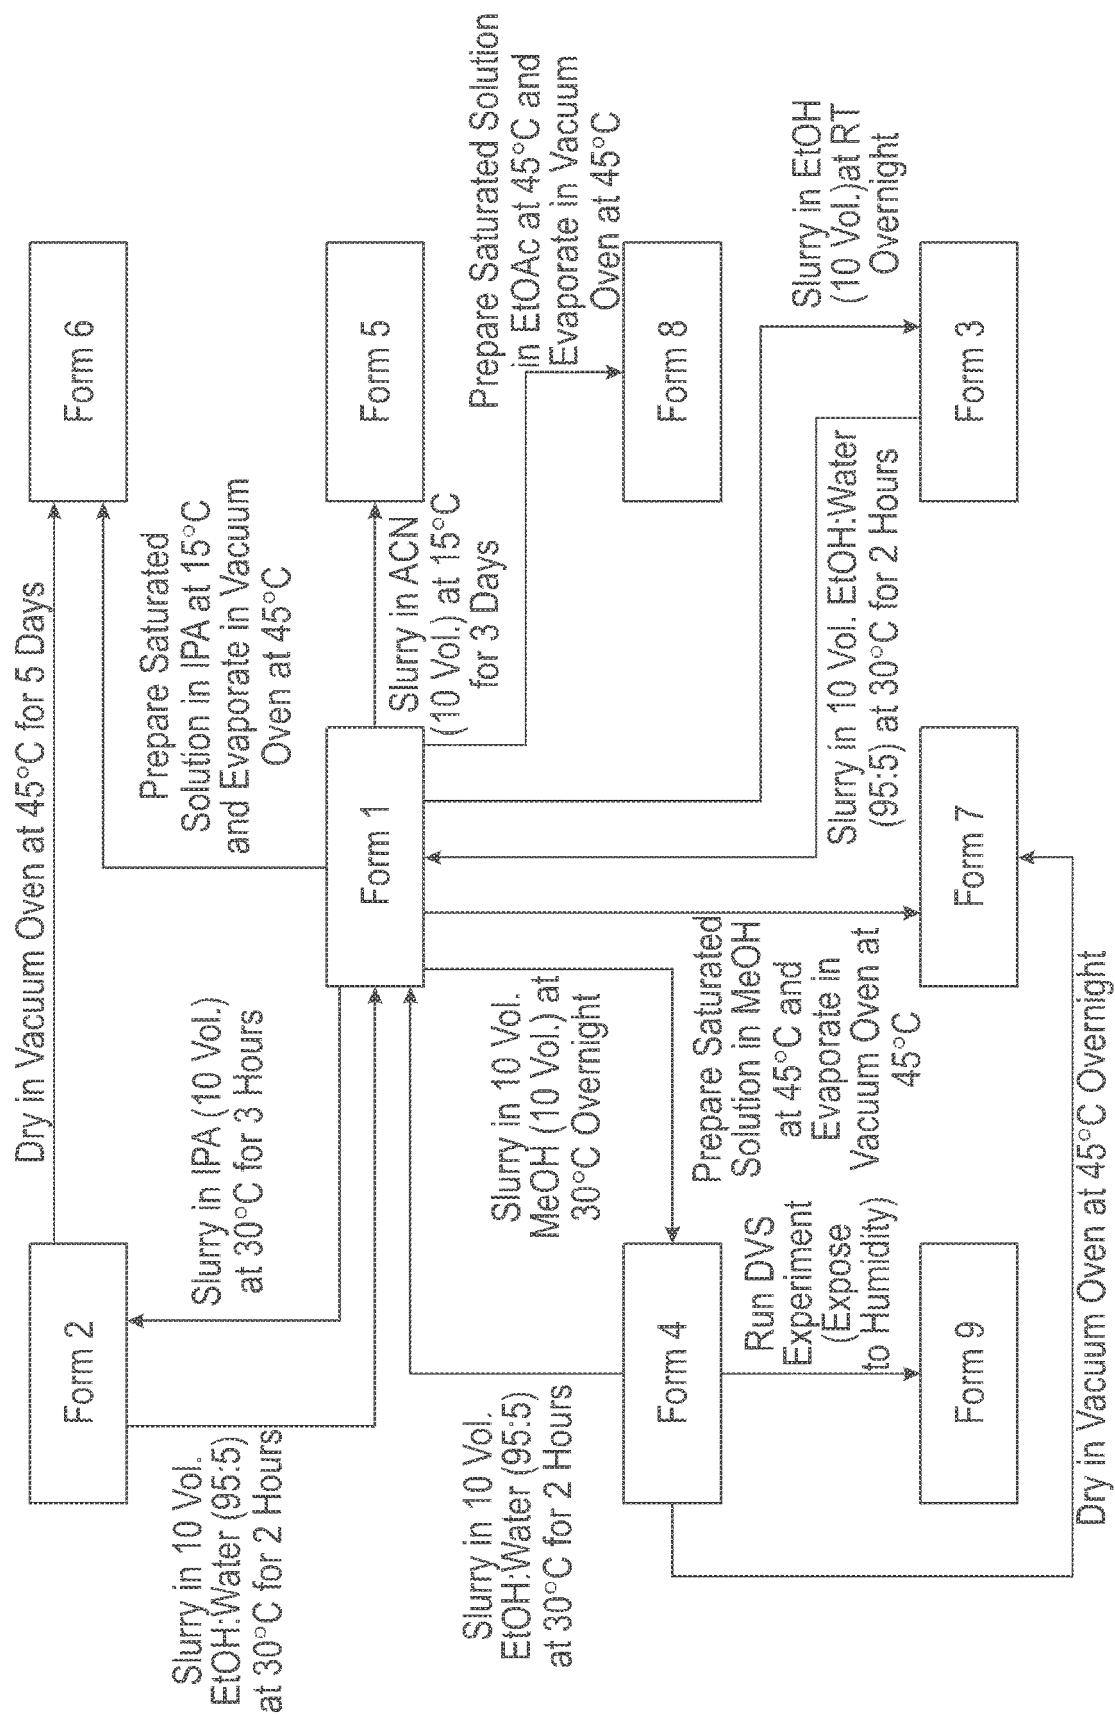 Dry in Vacuum Oven at 45°C for 5 Days
Form 2
Form 6
Prepare Saturated
Solution in IPA at 15°C
and Evaporate in Vacuum
Oven at 45°C
Slurry in IPA (10 Vol.)
at 30°C for 3 Hours
Slurry in 10 Vol.
EtOH:Water (95:5)
at 30°C for 2 Hours
Form 1
Form 5
Slurry in ACN
(10 Vol.) at 15°C
for 3 Days
Prepare Saturated Solution
in EtOAc at 45°C and
Evaporate in Vacuum
Oven at 45°C
Slurry in 10 Vol.
EtOH:Water (95:5)
at 30°C for 2 Hours
Slurry in 10 Vol.
MeOH (10 Vol.) at
30°C Overnight
Form 4
Form 8
Prepare Saturated
Solution in MeOH
at 45°C and
Evaporate in
Vacuum Oven at
45°C
Run DVS
Experiment
(Expose
to Humidity)
Slurry in EtOH
(10 Vol.)at RT
Overnight
Slurry in 10 Vol. EtOH:Water
(95:5) at 30°C for 2 Hours
Form 9
Form 7
Form 3
Dry in Vacuum Oven at 45°C Overnight